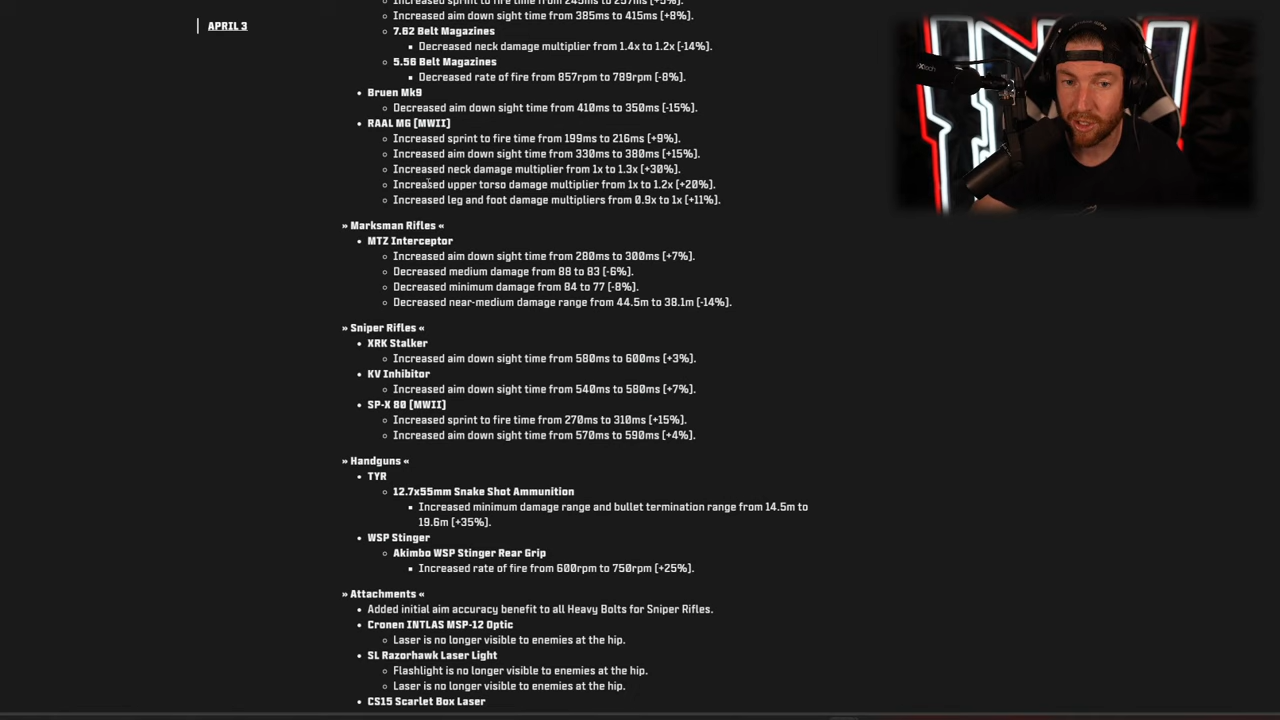 APRIL 3
Increased sprint to fire time from 245ms to 257ms (+5%).
Increased aim down sight time from 385ms to 415ms (+8%).
7.62 Belt Magazines
Decreased neck damage multiplier from 1.4x to 1.2x (-14%).
5.56 Belt Magazines
Decreased rate of fire from 857rpm to 789rpm (-8%).
Bruen Mk9
Decreased aim down sight time from 410ms to 350ms (-15%).
RAAL MG (MWII)
Increased sprint to fire time from 199ms to 216ms (+9%).
Increased aim down sight time from 330ms to 380ms (+15%).
Increased neck damage multiplier from 1x to 1.3x (+30%).
Increased upper torso damage multiplier from 1x to 1.2x (+20%).
Increased leg and foot damage multipliers from 0.9x to 1x (+11%).
» Marksman Rifles «
MTZ Interceptor
Increased aim down sight time from 280ms to 300ms (+7%).
Decreased medium damage from 88 to 83 (-6%).
Decreased minimum damage from 84 to 77 (-8%).
Decreased near-medium damage range from 44.5m to 38.1m (-14%).
» Sniper Rifles «
XRK Stalker
Increased aim down sight time from 580ms to 600ms (+3%).
KV Inhibitor
Increased aim down sight time from 540ms to 580ms (+7%).
SP-X 80 (MWII)
Increased sprint to fire time from 270ms to 310ms (+15%).
Increased aim down sight time from 570ms to 590ms (+4%).
» Handguns «
TYR
12.7x55mm Snake Shot Ammunition
Increased minimum damage range and bullet termination range from 14.5m to
19.6m (+35%).
WSP Stinger
Akimbo WSP Stinger Rear Grip
Increased rate of fire from 600rpm to 750rpm (+25%).
» Attachments «
Added initial aim accuracy benefit to all Heavy Bolts for Sniper Rifles.
Cronen INTLAS MSP-12 Optic
Laser is no longer visible to enemies at the hip.
SL Razorhawk Laser Light
Flashlight is no longer visible to enemies at the hip.
Laser is no longer visible to enemies at the hip.
CS15 Scarlet Box Laser